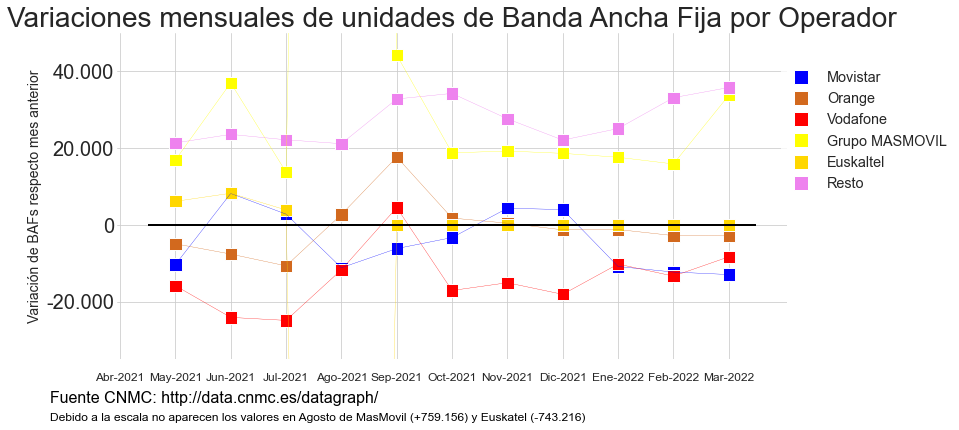 Variaciones mensuales de unidades de Banda Ancha Fija por Operador
Variación de BAFs respecto mes anterior
40.000
20.000
0
-20.000
Movistar
Orange
Vodafone
Grupo MASMOVIL
Euskaltel
Resto
Abr-2021 May-2021 Jun-2021 Jul-2021 Ago-2021 Sep-2021 Oct-2021 Nov-2021 Dic-2021 Ene-2022 Feb-2022 Mar-2022
Fuente CNMC: http://data.cnmc.es/datagraph/
Debido a la escala no aparecen los valores en Agosto de MasMovil (+759.156) y Euskatel (-743.216)